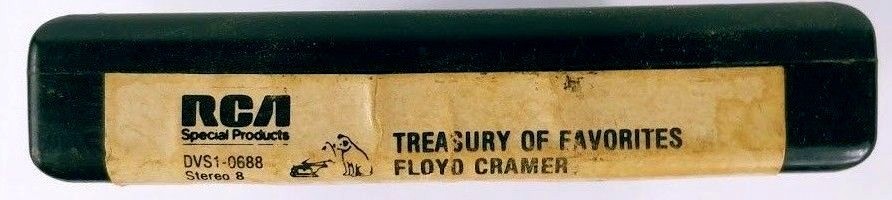 RCA
Special Products
DVS1-0688
Stereo 8
TREASURY OF FAVORITES
FLOYD CRAMER